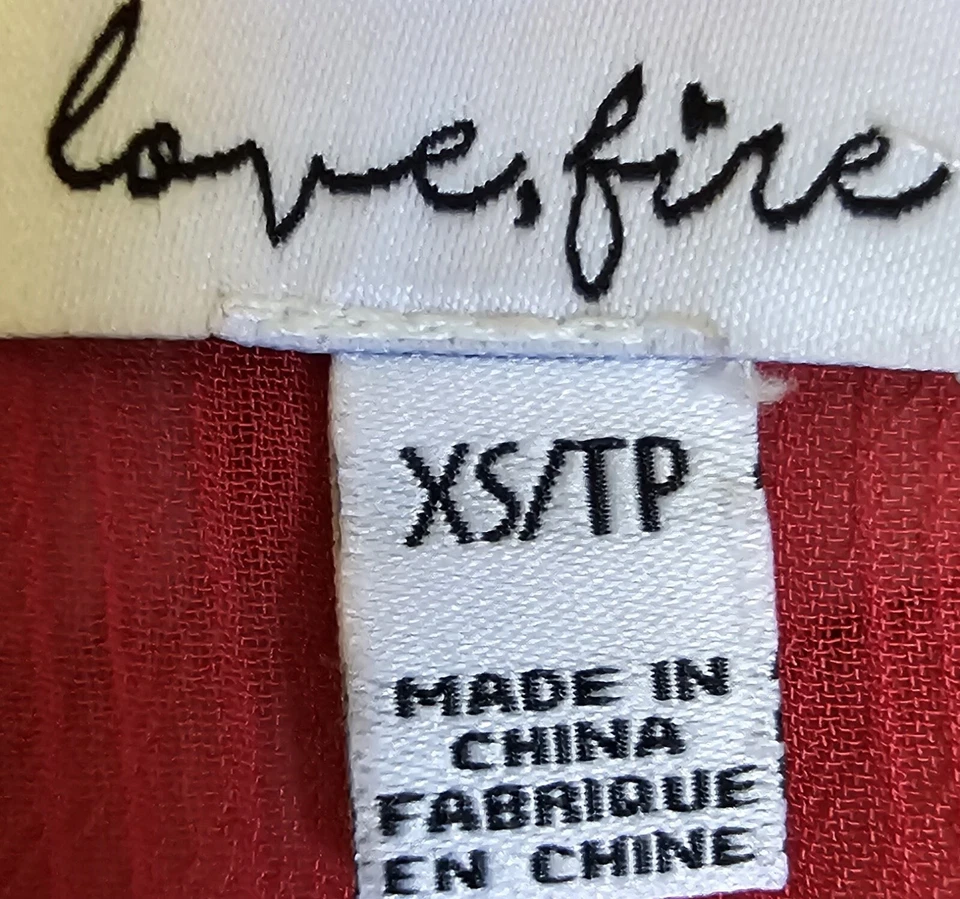 love, fire
XS/TP
MADE IN
CHINA
FABRIQUE
EN CHINE